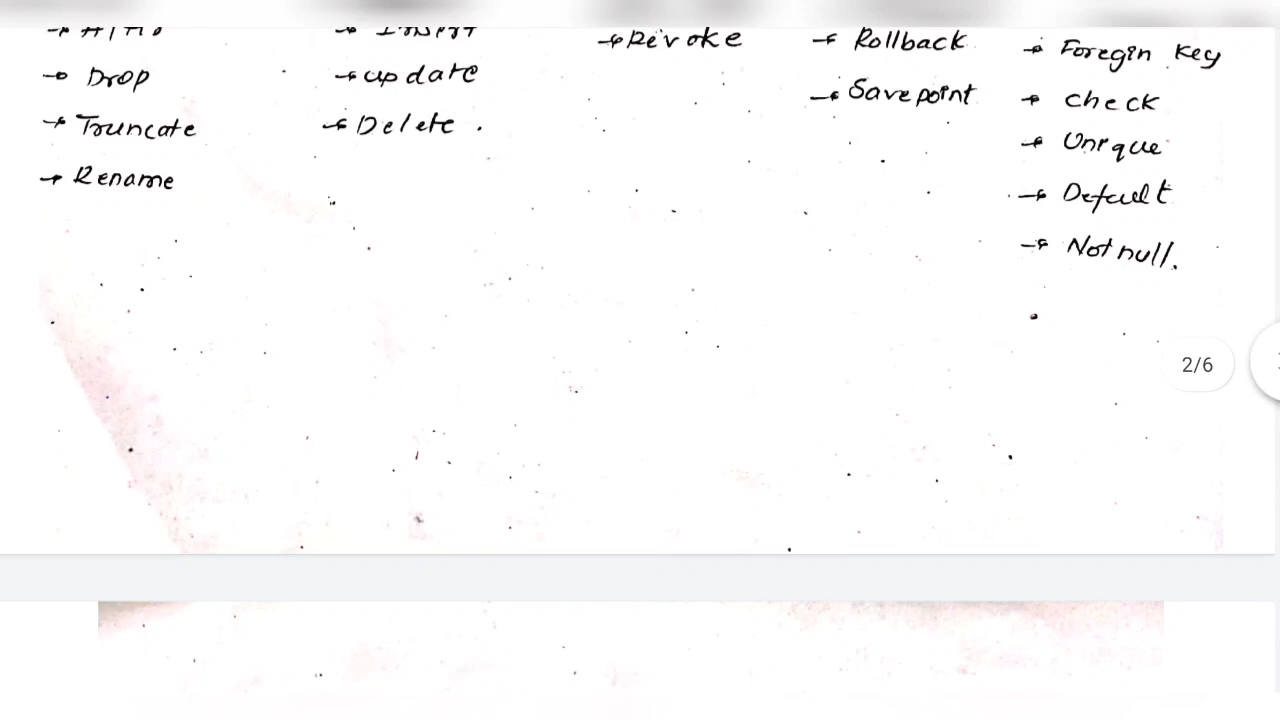 → Revoke
→ Rollback
→ Foregin key
→ Drop
→ update
→ Savepoint
→ check
→ Truncate
→ Delete .
→ Unique
→ Rename
→ Default
→ Not null.
2/6